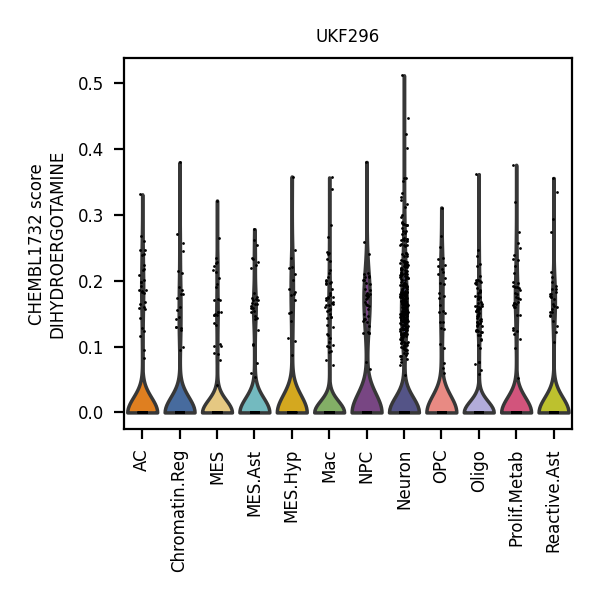 UKF296
CHEMBL1732 score
DIHYDROERGOTAMINE
0.5
0.4
0.3
0.2
0.1
0.0
AC
Chromatin.Reg
MES
MES.Ast
MES.Hyp
Mac
NPC
Neuron
OPC
Oligo
Prolif.Metab
Reactive.Ast